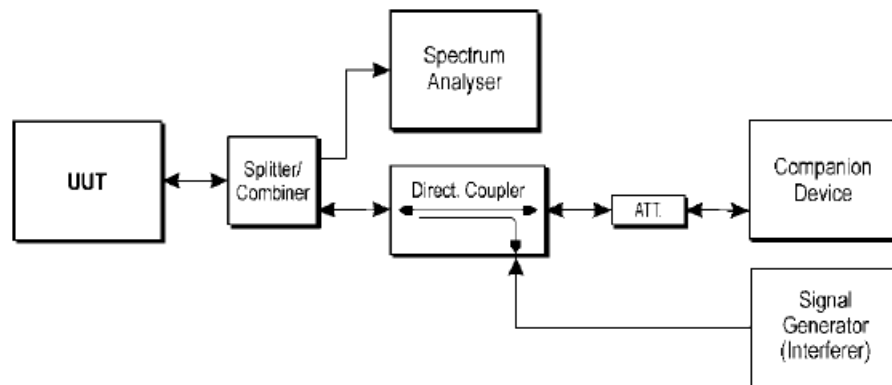 Spectrum
Analyser
UUT
Splitter/
Combiner
Direct. Coupler
ATT.
Companion
Device
Signal
Generator
(Interferer)